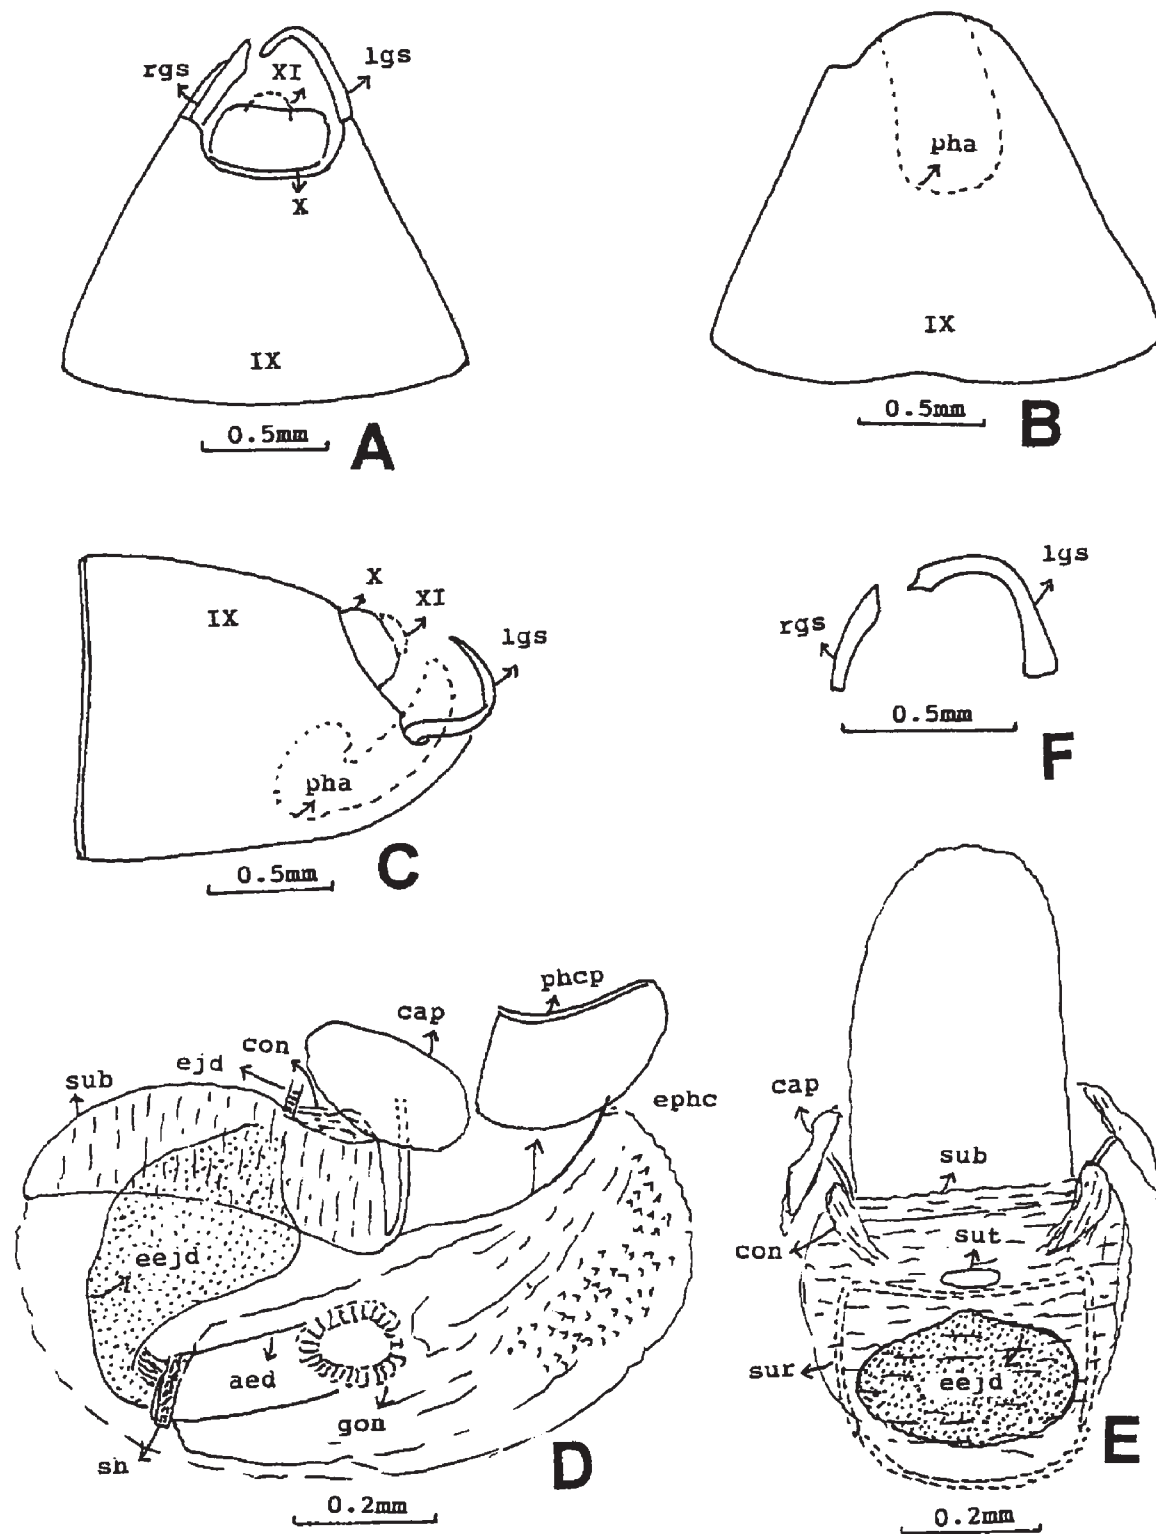 rgs
XI
lgs
X
IX
0.5mm
A
pha
IX
0.5mm
B
IX
X
XI
lgs
pha
0.5mm
C
rgs
lgs
0.5mm
F
phcp
cap
con
ejd
sub
ephc
eejd
aed
gon
sh
D
0.2mm
cap
sub
con
sut
sur
eejd
E
0.2mm